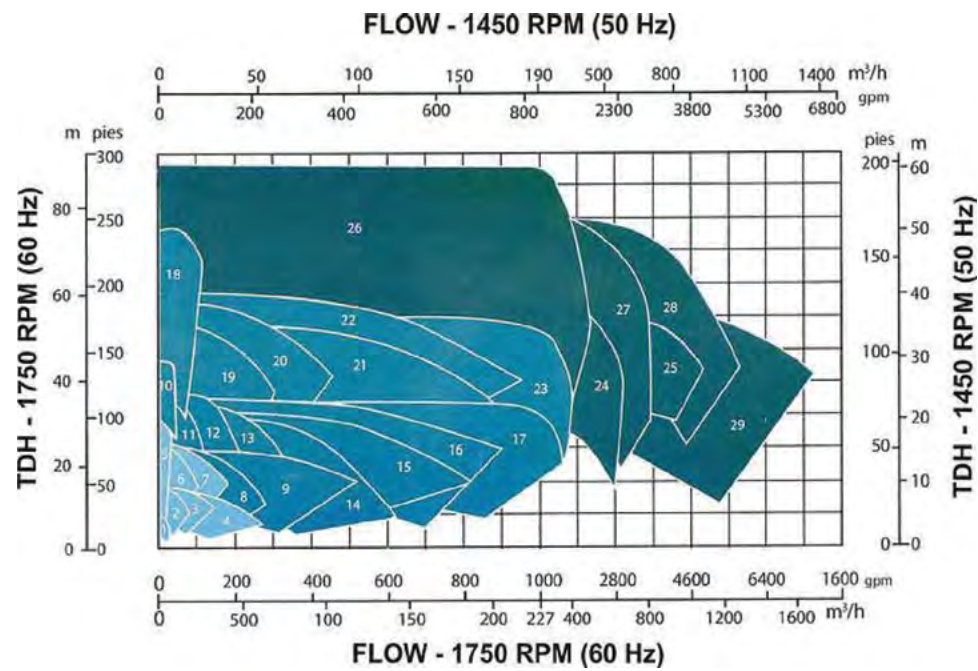 FLOW - 1450 RPM (50 Hz)
0 50 100 150 190 500 800 1100 1400 m³/h
0 200 400 600 800 2300 3800 5300 6800 gpm
m pies
pies m
TDH - 1750 RPM (60 Hz)
80 60 40 20 0
300 250 200 150 100 50 0
200 150 100 50 0
60 50 40 30 20 10 0
TDH - 1450 RPM (50 Hz)
26
18
27 28
22
20 21
19 25
10 23 24
11 12 13 16 17 29
15
6 7
8 9
14
2 3 4
0 200 400 600 800 1000 2800 4600 6400 1600 gpm
0 500 100 150 200 227 400 800 1200 1600 m³/h
FLOW - 1750 RPM (60 Hz)